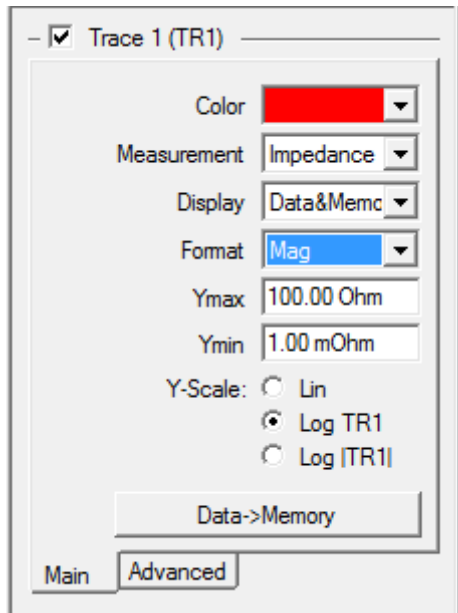 Trace 1 (TR1)
Color
Measurement Impedance
Display Data&Memc
Format Mag
Ymax 100.00 Ohm
Ymin 1.00 mOhm
Y-Scale: Lin
Log TR1
Log |TR1|
Data->Memory
Main Advanced